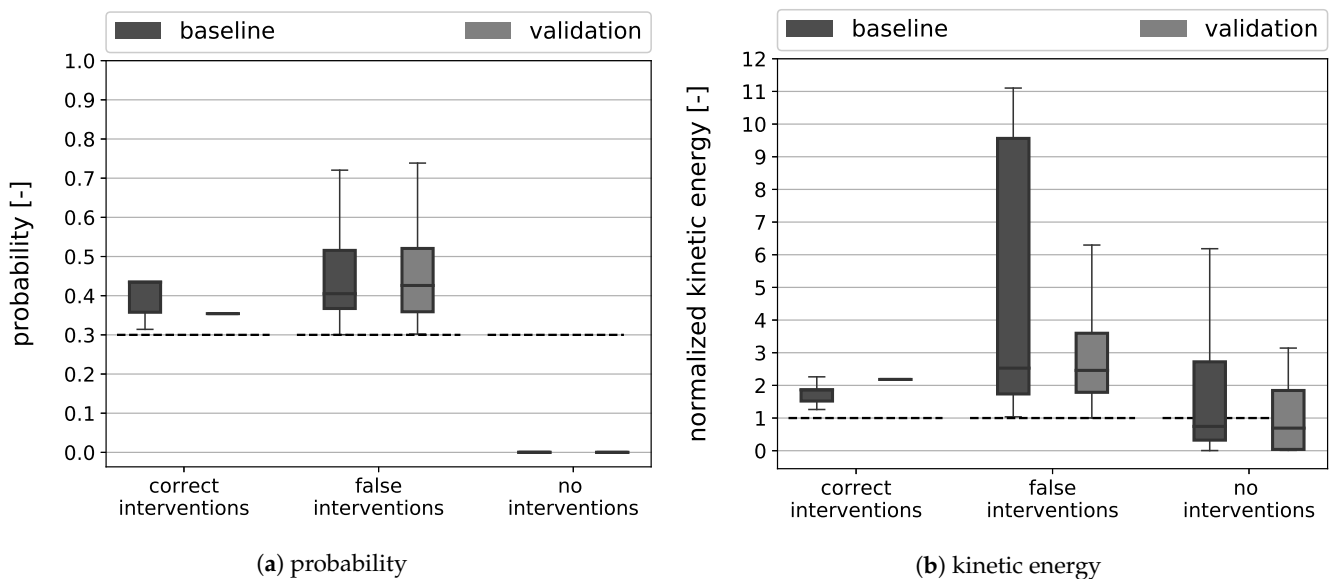 baseline
validation
probability [-]
1.0
0.9
0.8
0.7
0.6
0.5
0.4
0.3
0.2
0.1
0.0
correct
interventions
false
interventions
no
interventions
(a) probability
baseline
validation
normalized kinetic energy [-]
12
11
10
9
8
7
6
5
4
3
2
1
0
correct
interventions
false
interventions
no
interventions
(b) kinetic energy